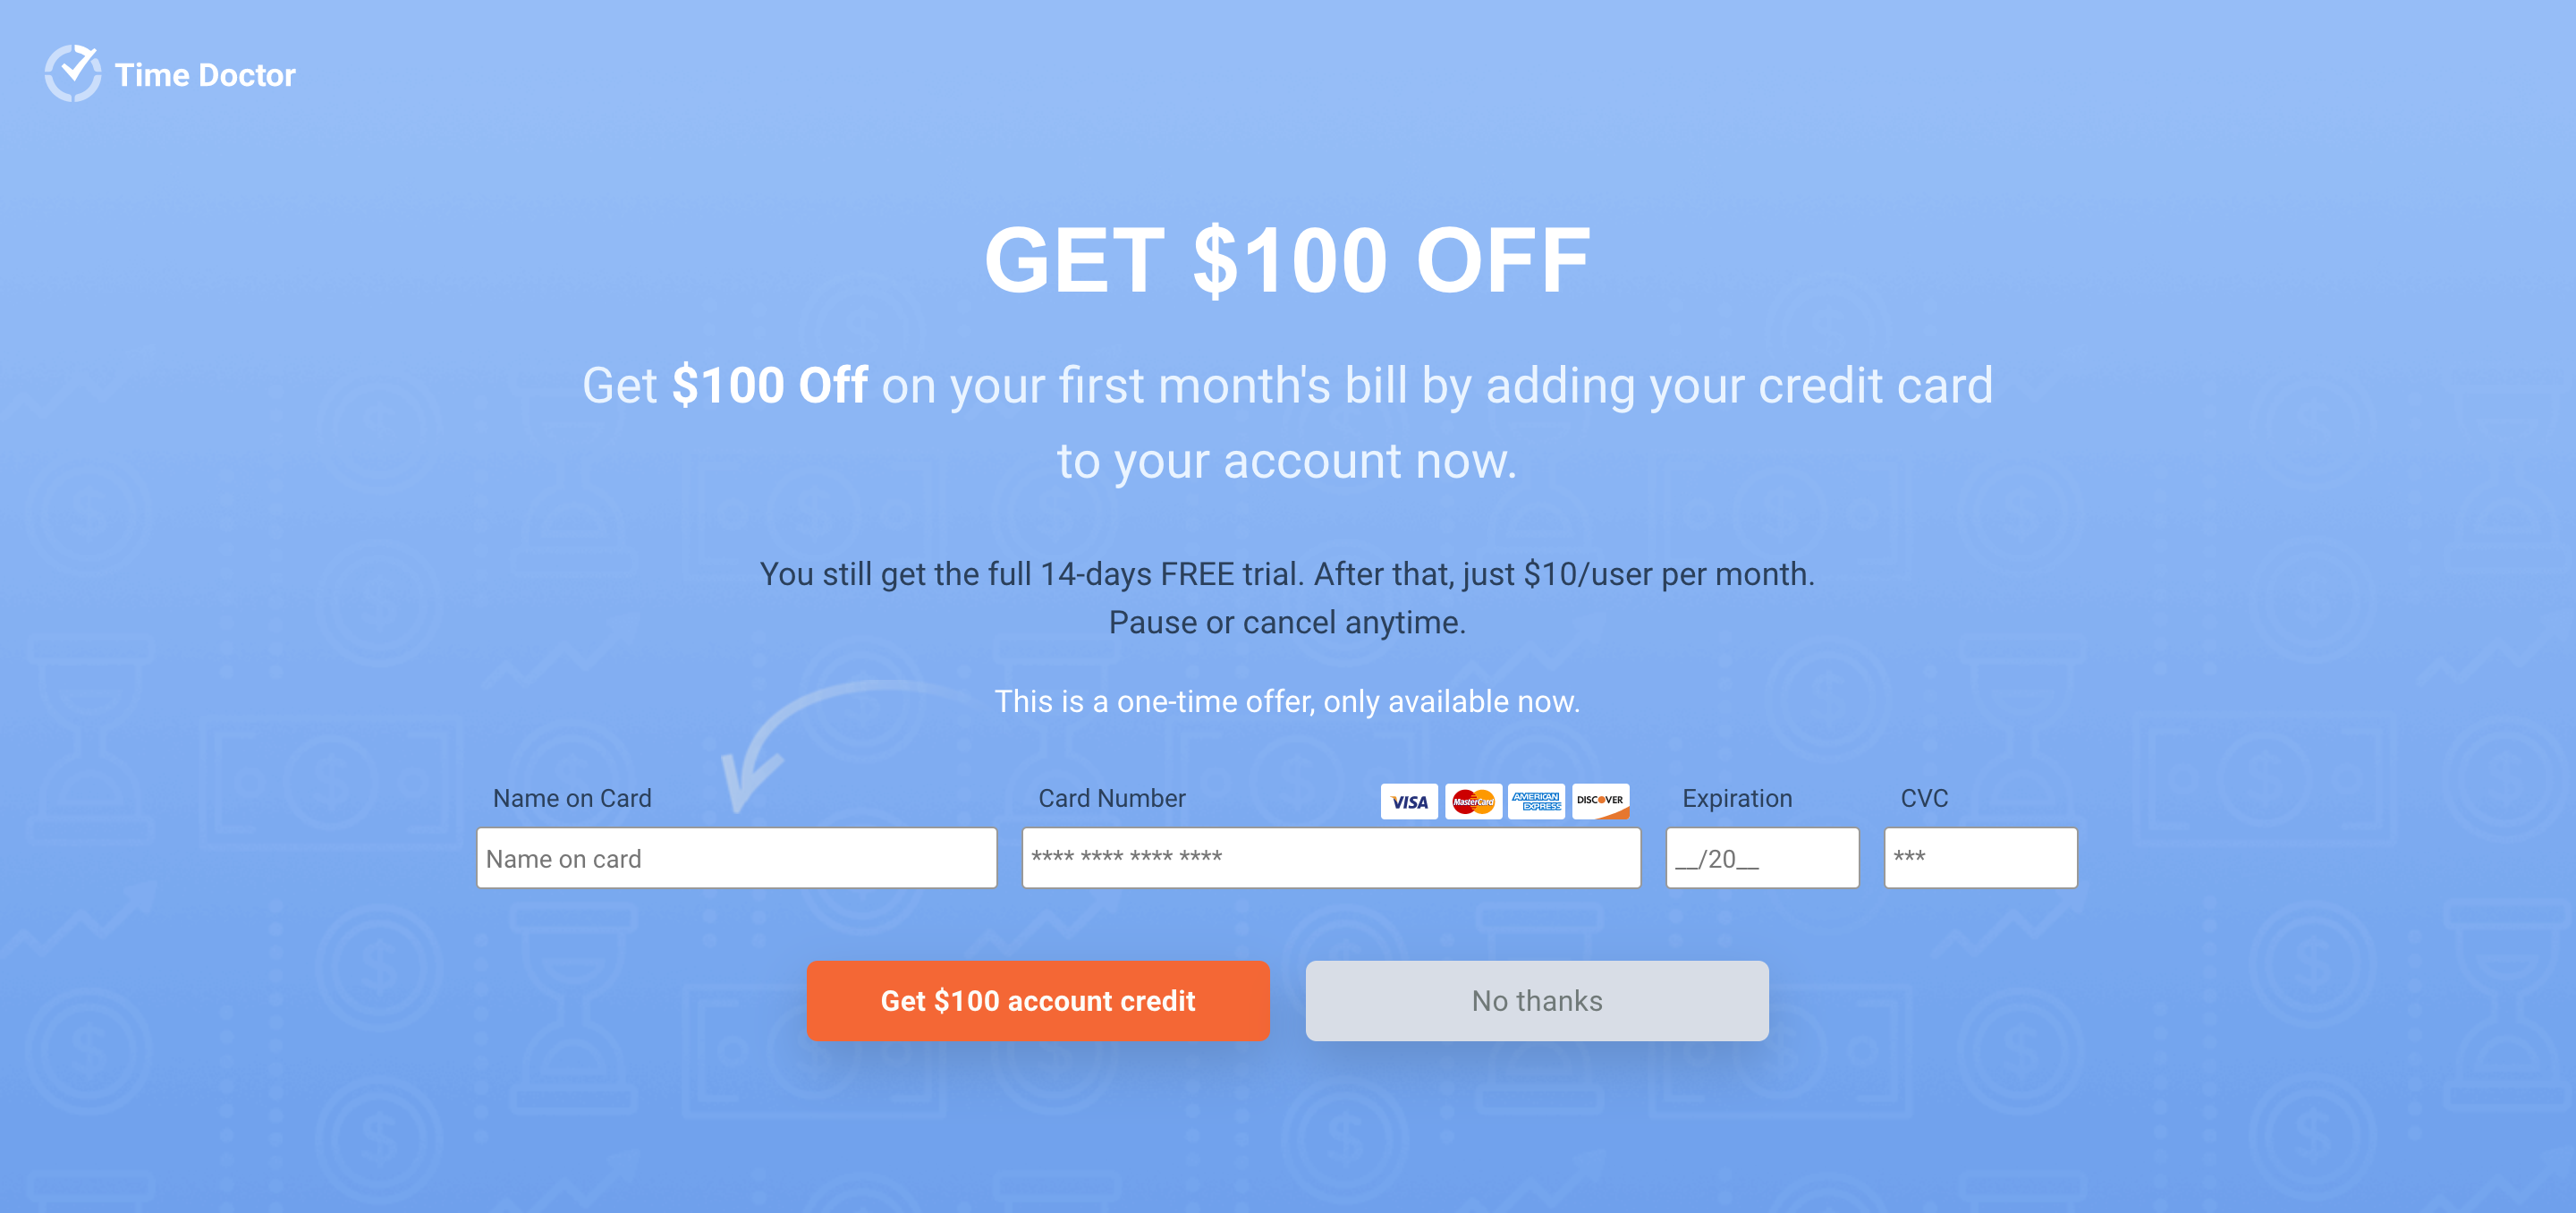 Time Doctor
GET $100 OFF
Get $100 Off on your first month's bill by adding your credit card
to your account now.
You still get the full 14-days FREE trial. After that, just $10/user per month.
Pause or cancel anytime.
This is a one-time offer, only available now.
Name on Card
Card Number
VISA
MasterCard
AMERICAN EXPRESS
DISCOVER
Expiration
CVC
Name on card
**** **** **** ****
__/20__
***
Get $100 account credit
No thanks